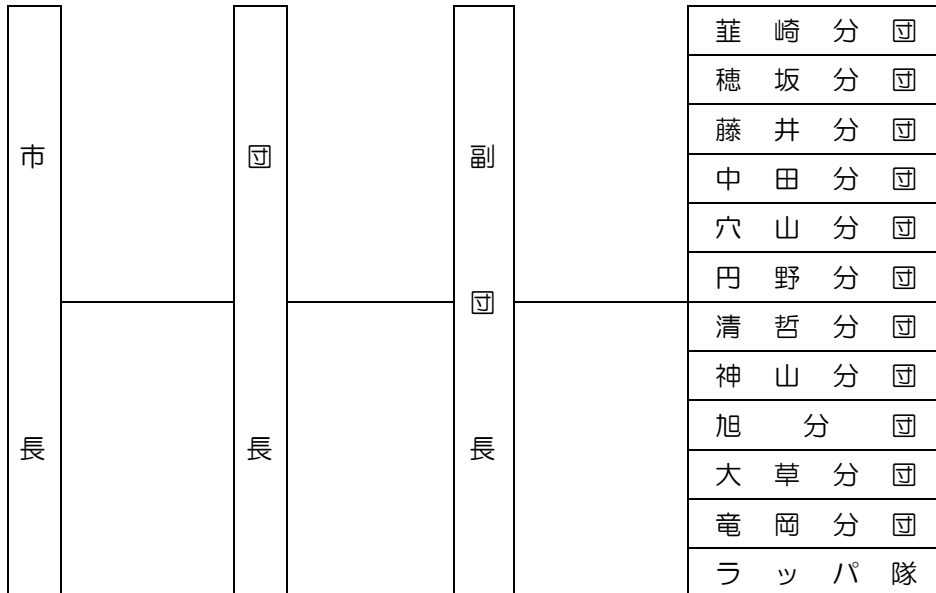 市長
団長
副団長
韮崎分団
穂坂分団
藤井分団
中田分団
穴山分団
円野分団
清哲分団
神山分団
旭分団
大草分団
竜岡分団
ラッパ隊